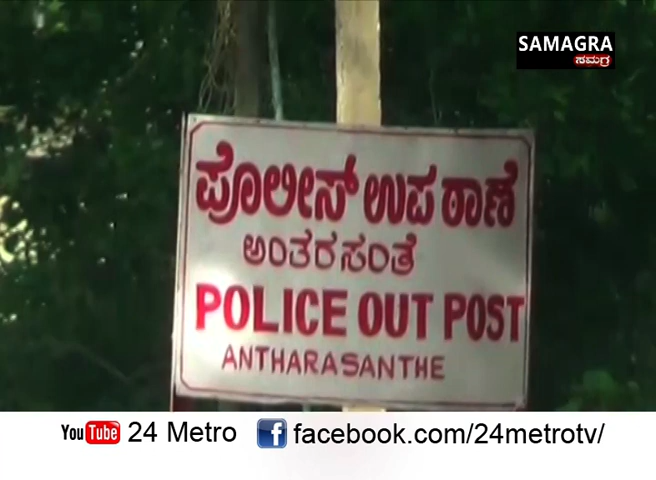 SAMAGRA
ಸಮಗ್ರ
ಪೊಲೀಸ್ ಉಪ ಠಾಣೆ
ಅಂತರಸಂತೆ
POLICE OUT POST
ANTHARASANTHE
YouTube 24 Metro f facebook.com/24metrotv/